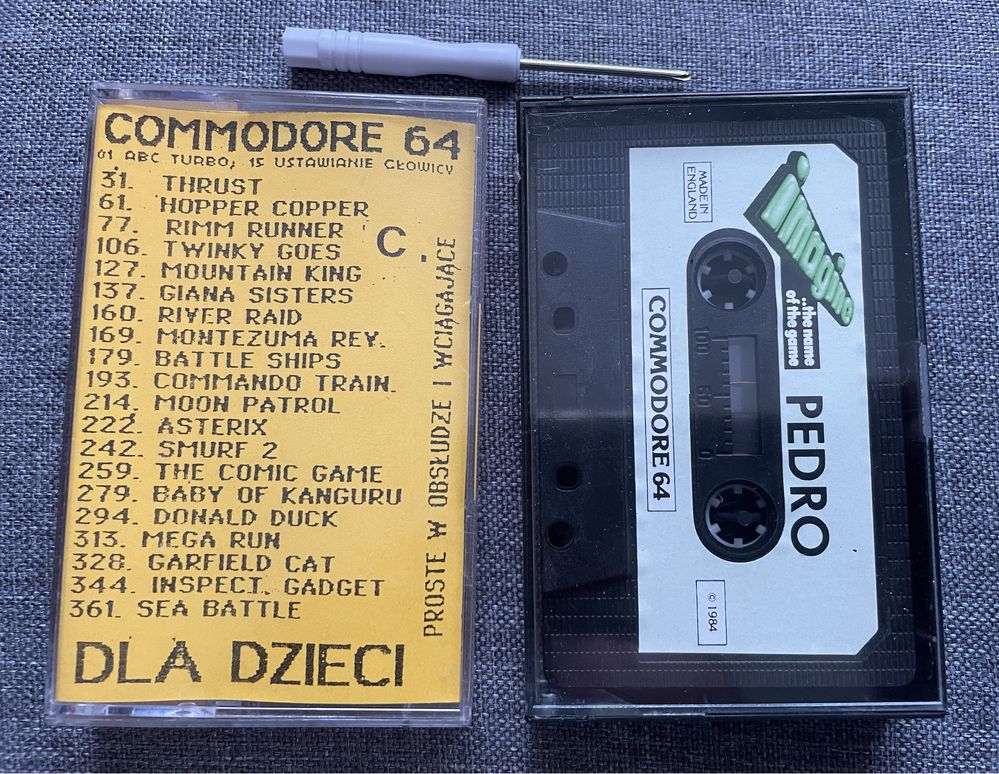 COMMODORE 64
01 ABC TURBO, 15 USTAWIANIE GŁOWICY
31. THRUST
61. HOPPER COPPER
77. RIMM RUNNER
106. TWINKY GOES
127. MOUNTAIN KING
137. GIANA SISTERS
160. RIVER RAID
169. MONTEZUMA REV.
179. BATTLE SHIPS
193. COMMANDO TRAIN.
214. MOON PATROL
222. ASTERIX
242. SMURF 2
259. THE COMIC GAME
279. BABY OF KANGURU
294. DONALD DUCK
313. MEGA RUN
328. GARFIELD CAT
344. INSPECT. GADGET
361. SEA BATTLE
C.
PROSTE W OBSŁUDZE I WCIĄGAJĄCE
DLA DZIECI
MADE IN
ENGLAND
Imagine
...the name
of the game
COMMODORE 64
PEDRO
100 50 0
© 1984